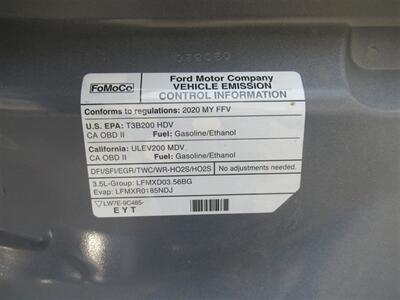 FoMoCo
Ford Motor Company
VEHICLE EMISSION
CONTROL INFORMATION
Conforms to regulations: 2020 MY FFV
U.S. EPA: T3B200 HDV
CA OBD II Fuel: Gasoline/Ethanol
California: ULEV200 MDV
CA OBD II Fuel: Gasoline/Ethanol
DFI/SFI/EGR/TWC/WR-HO2S/HO2S No adjustments needed.
3.5L-Group: LFMXD03.56BG
Evap: LFMXR0185NDJ
LW7E-9C485-
EYT